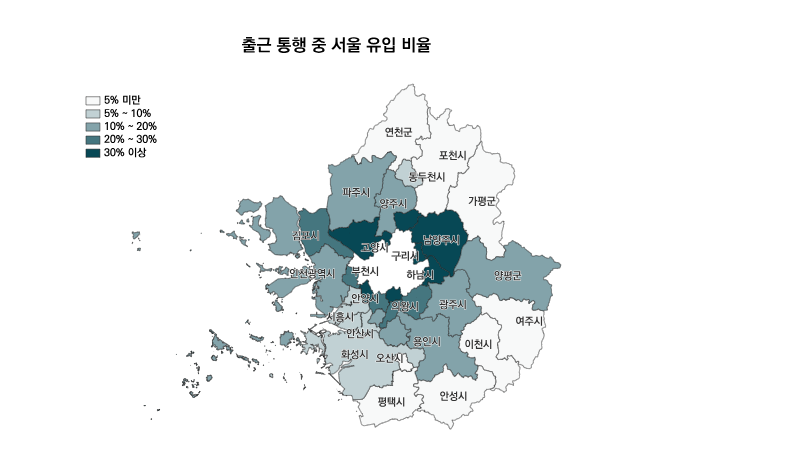 출근 통행 중 서울 유입 비율
5% 미만
5% ~ 10%
10% ~ 20%
20% ~ 30%
30% 이상
연천군
포천시
동두천시
파주시
양주시
가평군
김포시
고양시
남양주시
구리시
인천광역시
부천시
하남시
양평군
안양시
의왕시
광주시
시흥시
여주시
안산시
용인시
이천시
화성시
오산시
평택시
안성시